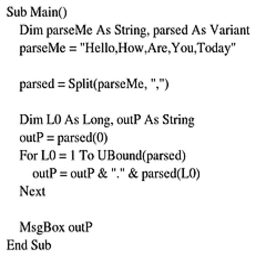 Sub Main()
Dim parseMe As String, parsed As Variant
parseMe = "Hello,How,Are,You,Today"
parsed = Split(parseMe, ",")
Dim L0 As Long, outP As String
outP = parsed(0)
For L0 = 1 To UBound(parsed)
outP = outP & "." & parsed(L0)
Next
MsgBox outP
End Sub